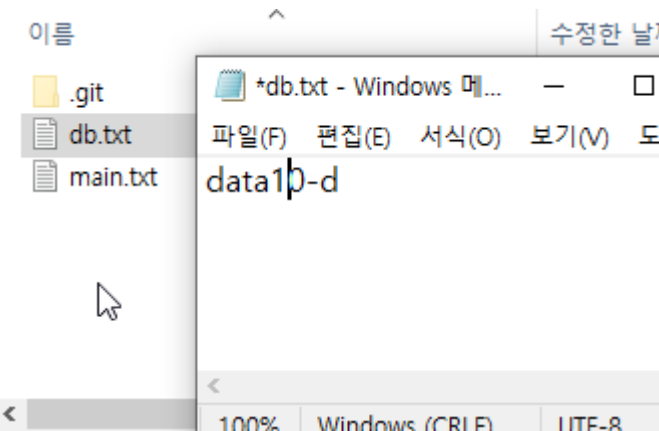 이름
수정한 날
.git
db.txt
main.txt
*db.txt - Windows 메...
파일(F) 편집(E) 서식(O) 보기(V) 도
data10-d
100% Windows (CRLF) UTF-8